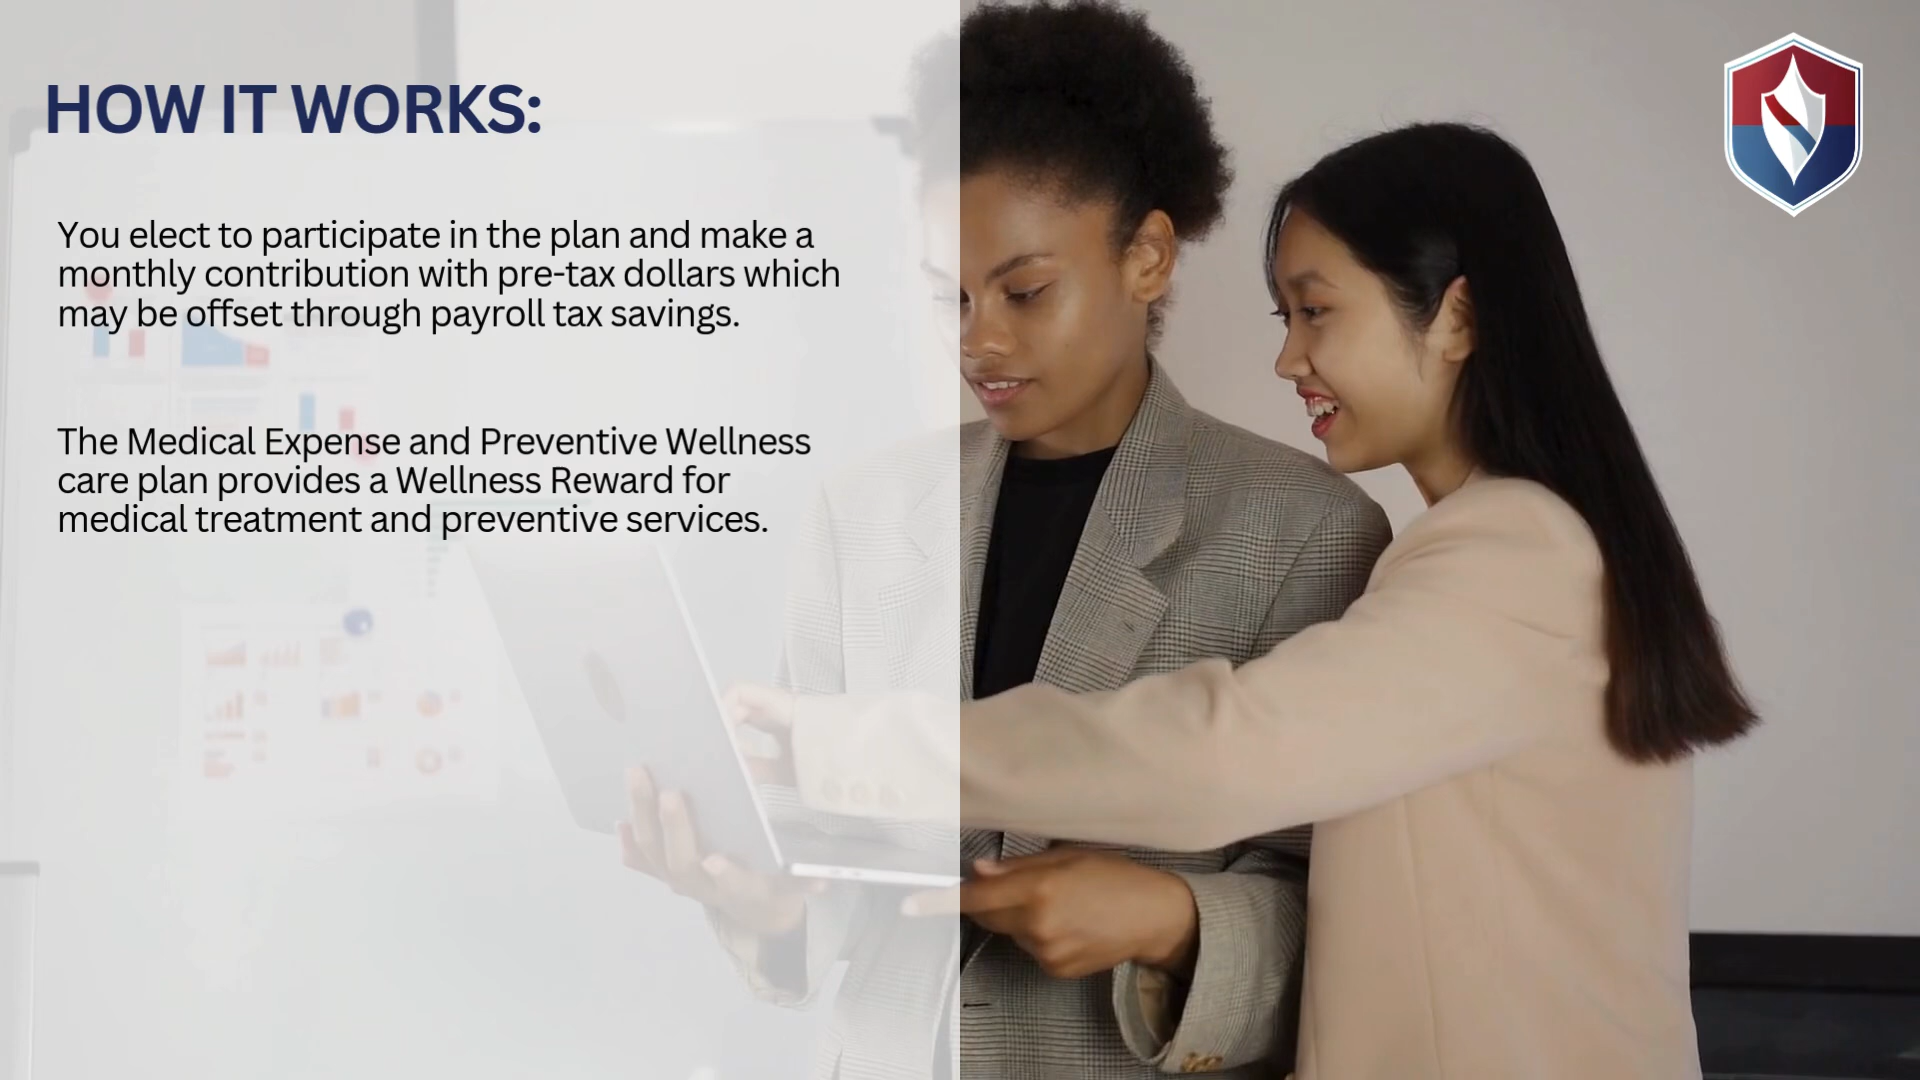 HOW IT WORKS:
You elect to participate in the plan and make a
monthly contribution with pre-tax dollars which
may be offset through payroll tax savings.
The Medical Expense and Preventive Wellness
care plan provides a Wellness Reward for
medical treatment and preventive services.